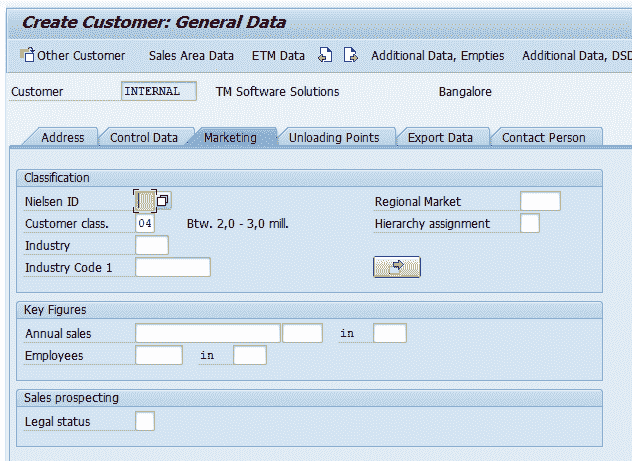 Create Customer: General Data
Other Customer Sales Area Data ETM Data Additional Data, Empties Additional Data, DSD
Customer INTERNAL TM Software Solutions Bangalore
Address Control Data Marketing Unloading Points Export Data Contact Person
Classification
Nielsen ID Regional Market
Customer class. 04 Btw. 2,0 - 3,0 mill. Hierarchy assignment
Industry
Industry Code 1
Key Figures
Annual sales in
Employees in
Sales prospecting
Legal status